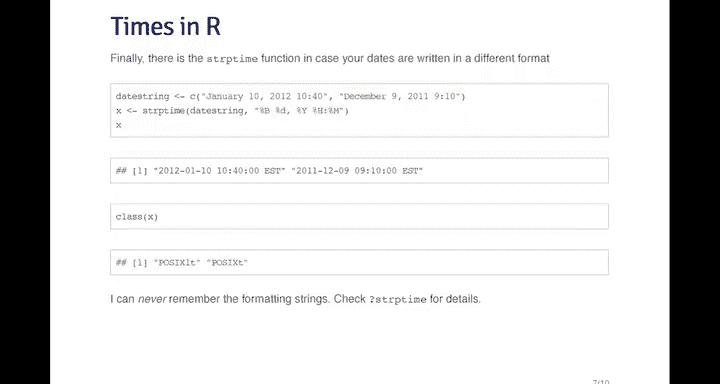 Times in R
Finally, there is the strptime function in case your dates are written in a different format
datestring <- c("January 10, 2012 10:40", "December 9, 2011 9:10")
x <- strptime(datestring, "%B %d, %Y %H:%M")
x
## [1] "2012-01-10 10:40:00 EST" "2011-12-09 09:10:00 EST"
class(x)
## [1] "POSIXlt" "POSIXt"
I can never remember the formatting strings. Check ?strptime for details.
7/10